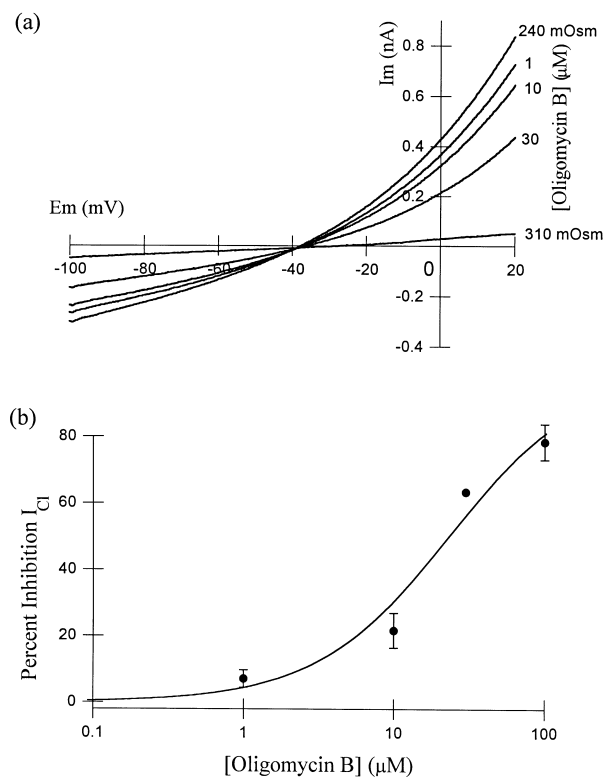 (a)
Im (nA)
[Oligomycin B] (μM)
240 mOsm
0.8
1
0.6
10
0.4
30
0.2
Em (mV)
310 mOsm
-100 -80 -60 -40 -20 0 20
-0.2
-0.4
(b)
80
60
40
20
0
Percent Inhibition I Cl
0.1 1 10 100
[Oligomycin B] (μM)